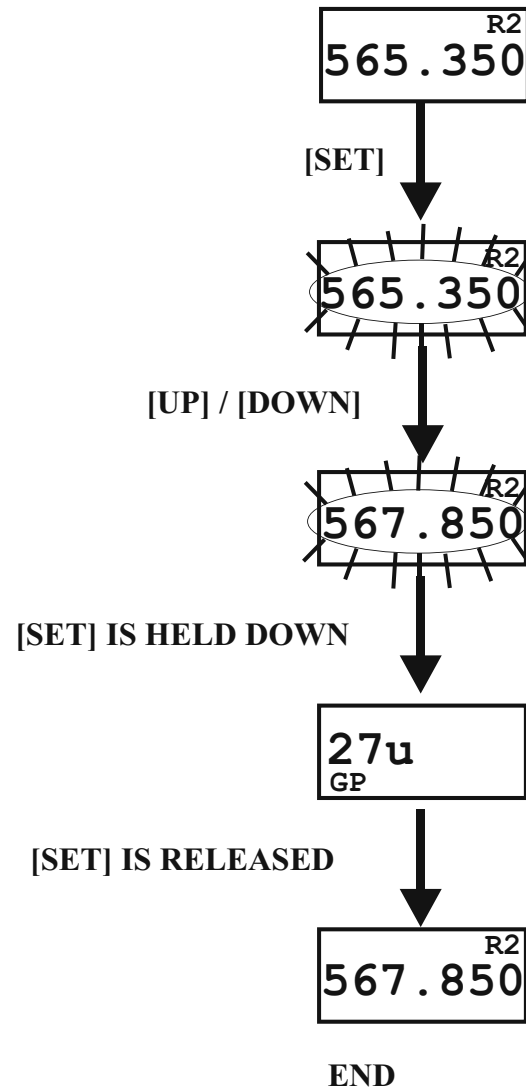 R2
565.350
[SET]
R2
565.350
[UP] / [DOWN]
R2
567.850
[SET] IS HELD DOWN
27u
GP
[SET] IS RELEASED
R2
567.850
END